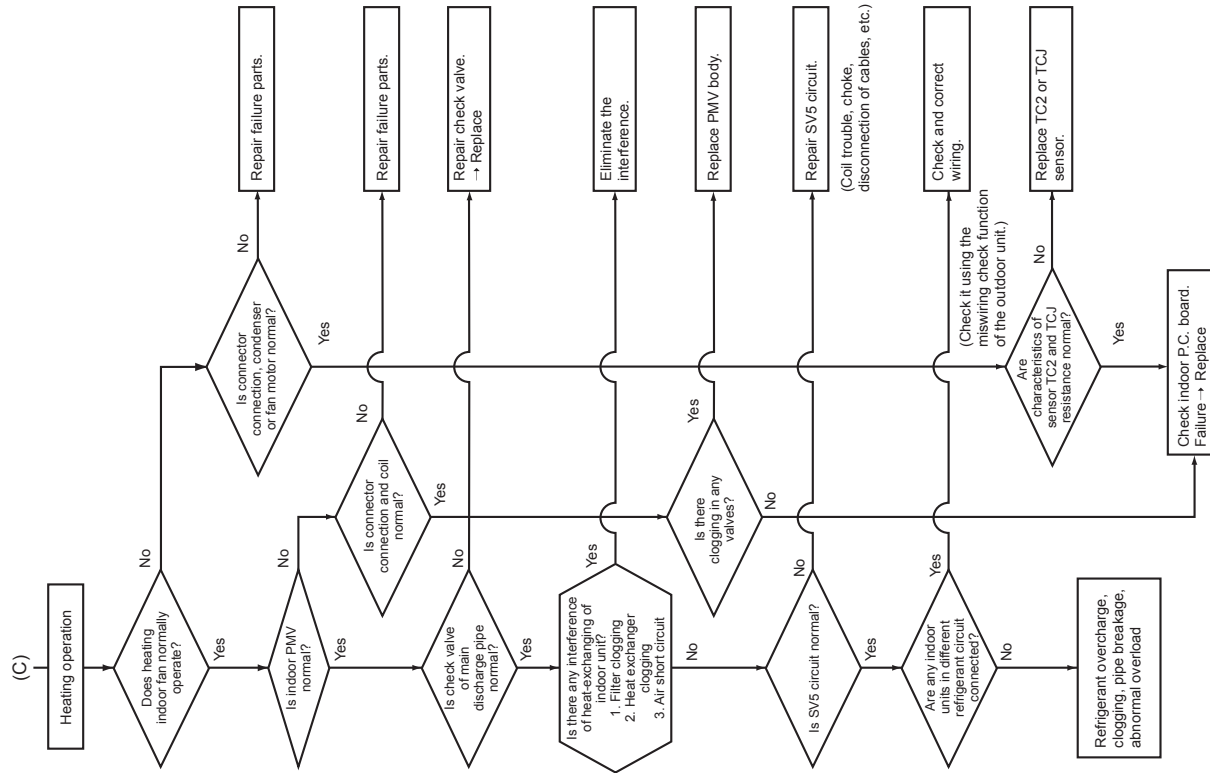 (C)
Heating operation
Does heating
indoor fan normally
operate?
No
Yes
Is connector
connection, condenser
or fan motor normal?
No
Yes
Repair failure parts.
Is indoor PMV
normal?
No
Yes
Is connector
connection and coil
normal?
No
Yes
Repair failure parts.
Is check valve
of main
discharge pipe
normal?
No
Yes
Repair check valve.
→ Replace
Is there any interference
of heat-exchanging of
indoor unit?
1. Filter clogging
2. Heat exchanger
clogging
3. Air short circuit
Yes
No
Eliminate the
interference.
Is there
clogging in any
valves?
Yes
No
Replace PMV body.
Is SV5 circuit normal?
No
Yes
Repair SV5 circuit.
(Coil trouble, choke,
disconnection of cables, etc.)
Are any indoor
units in different
refrigerant circuit
connected?
Yes
No
(Check it using the
miswiring check function
of the outdoor unit.)
Check and correct
wiring.
Are
characteristics of
sensor TC2 and TCJ
resistance normal?
No
Yes
Replace TC2 or TCJ
sensor.
Refrigerant overcharge,
clogging, pipe breakage,
abnormal overload
Check indoor P.C. board.
Failure → Replace